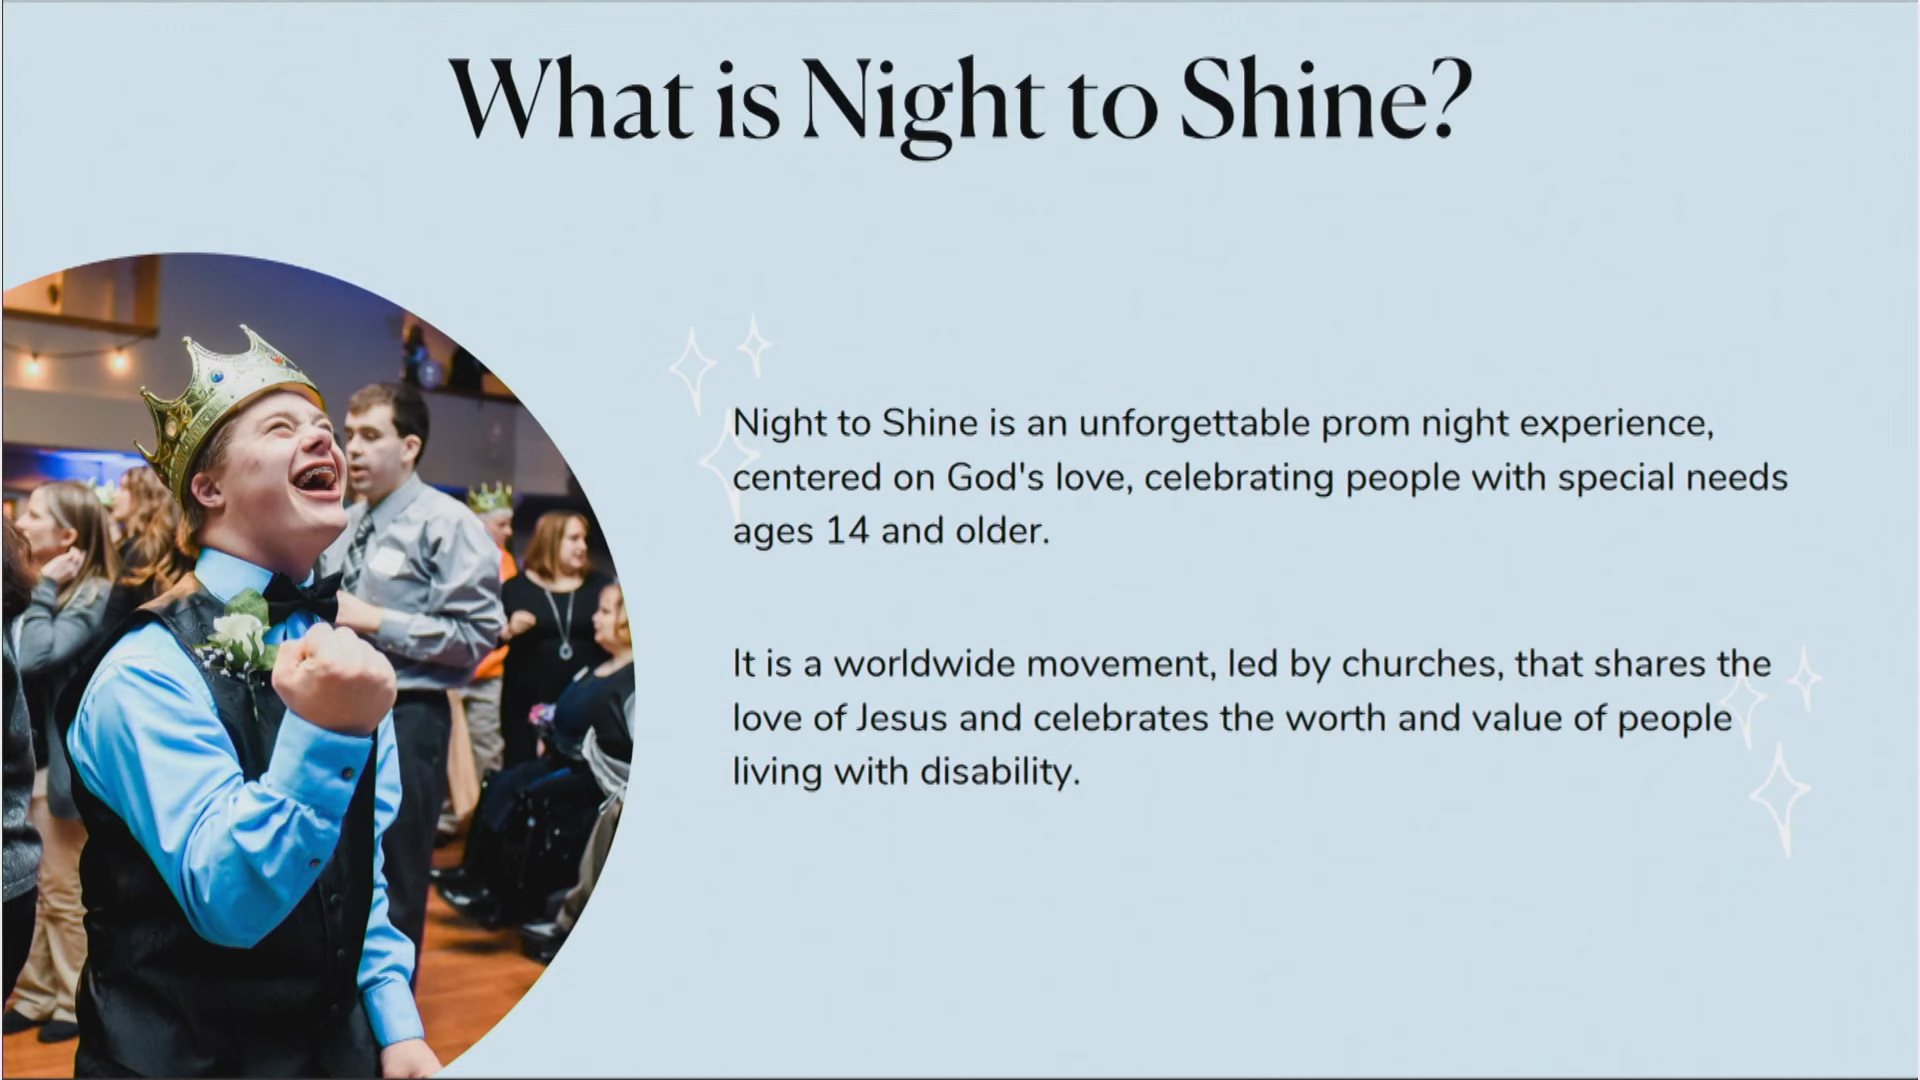 What is Night to Shine?
Night to Shine is an unforgettable prom night experience,
centered on God's love, celebrating people with special needs
ages 14 and older.
It is a worldwide movement, led by churches, that shares the
love of Jesus and celebrates the worth and value of people
living with disability.